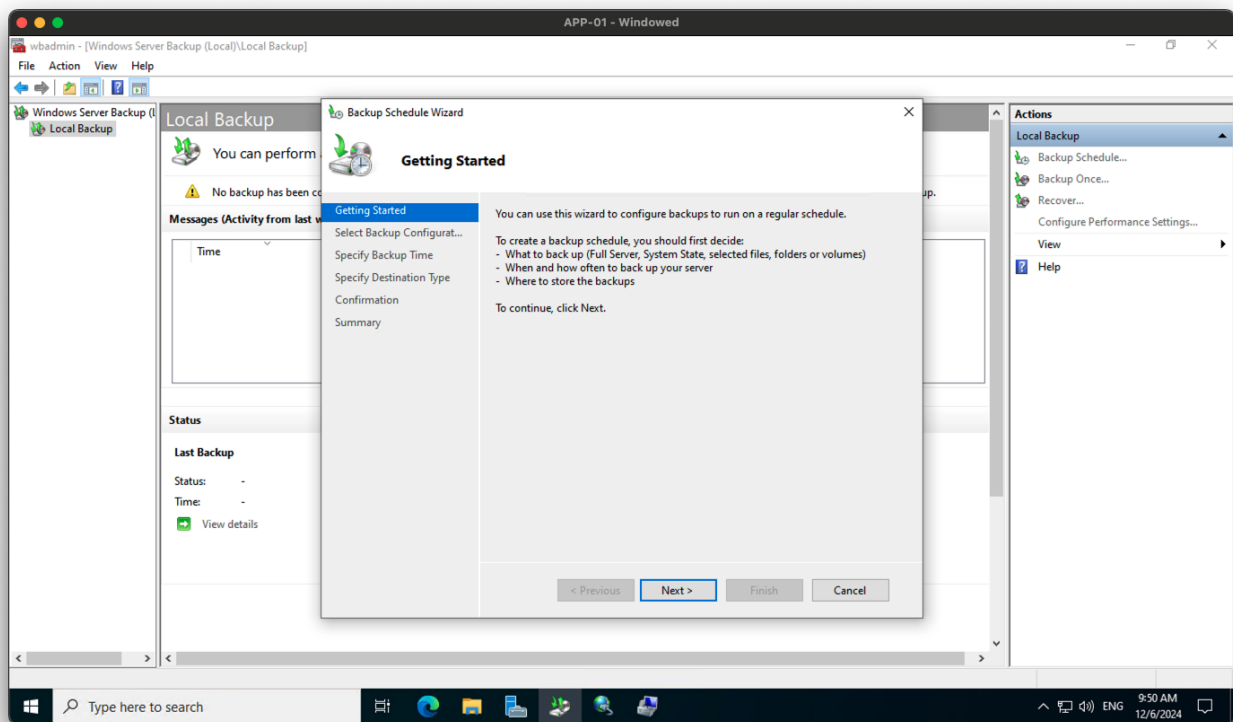 APP-01 - Windowed
wbadmin - [Windows Server Backup (Local)\Local Backup]
File Action View Help
Windows Server Backup (L
Local Backup
Local Backup
You can perform
No backup has been co
up.
Messages (Activity from last w
Time
Status
Last Backup
Status: -
Time: -
View details
Backup Schedule Wizard
Getting Started
Getting Started
Select Backup Configurat...
Specify Backup Time
Specify Destination Type
Confirmation
Summary
You can use this wizard to configure backups to run on a regular schedule.
To create a backup schedule, you should first decide:
- What to back up (Full Server, System State, selected files, folders or volumes)
- When and how often to back up your server
- Where to store the backups
To continue, click Next.
< Previous
Next >
Finish
Cancel
Actions
Local Backup
Backup Schedule...
Backup Once...
Recover...
Configure Performance Settings...
View
Help
Type here to search
ENG
9:50 AM
12/6/2024